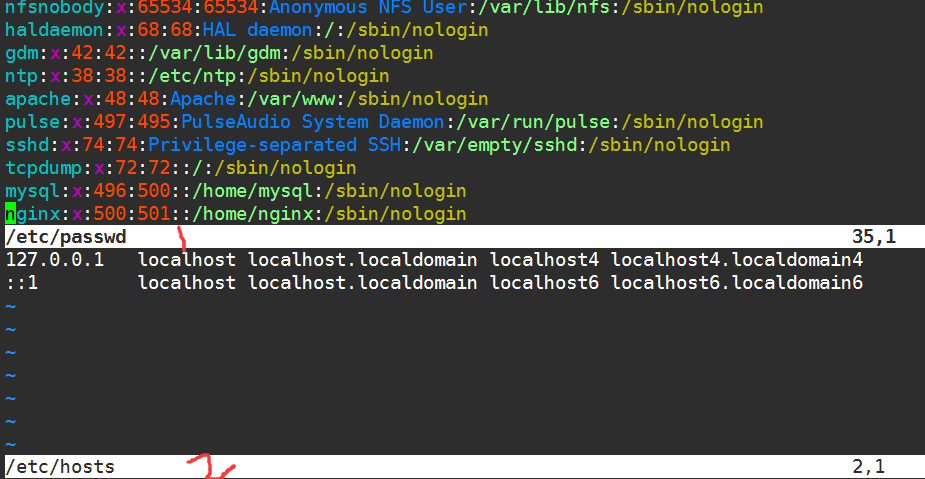 nfsnobody:x:65534:65534:Anonymous NFS User:/var/lib/nfs:/sbin/nologin
haldaemon:x:68:68:HAL daemon:/:/sbin/nologin
gdm:x:42:42::/var/lib/gdm:/sbin/nologin
ntp:x:38:38::/etc/ntp:/sbin/nologin
apache:x:48:48:Apache:/var/www:/sbin/nologin
pulse:x:497:495:PulseAudio System Daemon:/var/run/pulse:/sbin/nologin
sshd:x:74:74:Privilege-separated SSH:/var/empty/sshd:/sbin/nologin
tcpdump:x:72:72::/:/sbin/nologin
mysql:x:496:500::/home/mysql:/sbin/nologin
nginx:x:500:501::/home/nginx:/sbin/nologin
/etc/passwd 1 35,1
127.0.0.1 localhost localhost.localdomain localhost4 localhost4.localdomain4
::1 localhost localhost.localdomain localhost6 localhost6.localdomain6
~
~
~
~
~
~
~
/etc/hosts 2 2,1